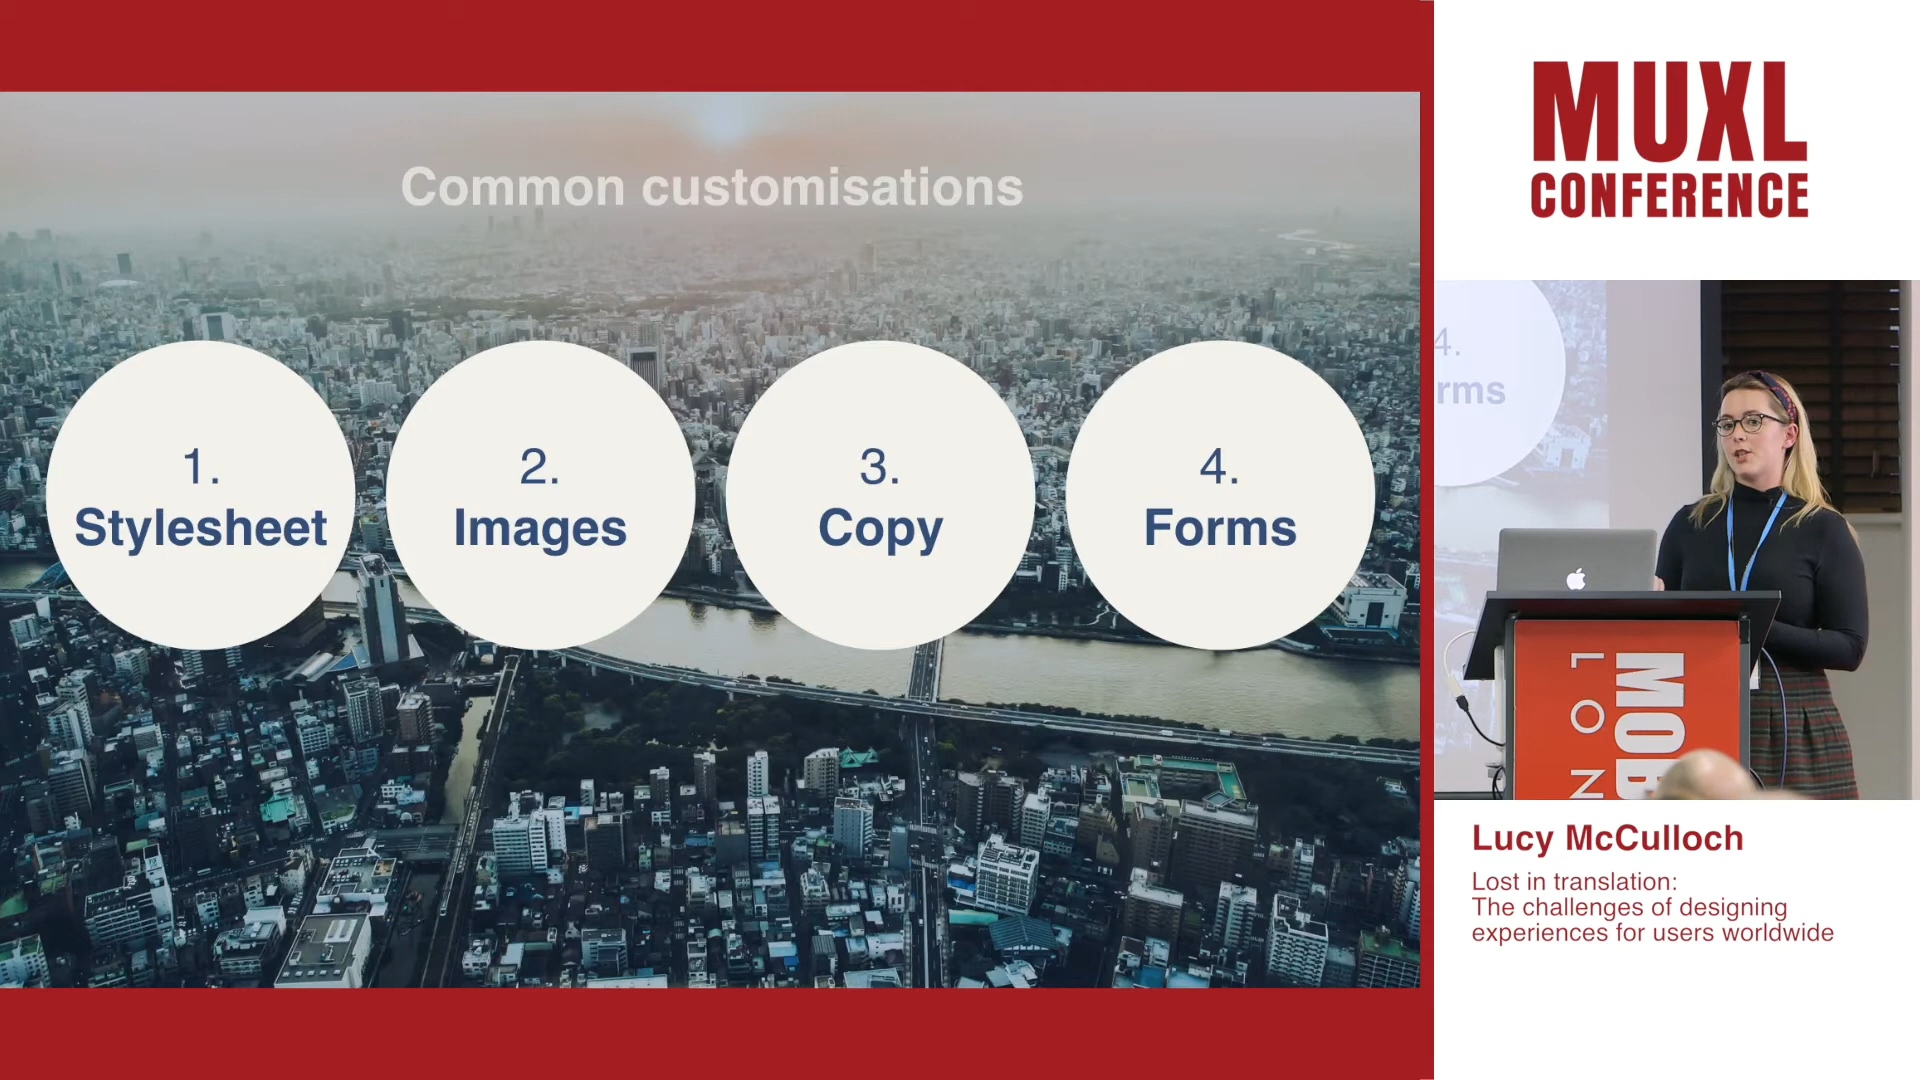 Common customisations
1.
Stylesheet
2.
Images
3.
Copy
4.
Forms
MUXL
CONFERENCE
4.
rms
MOB
LON
Lucy McCulloch
Lost in translation:
The challenges of designing
experiences for users worldwide